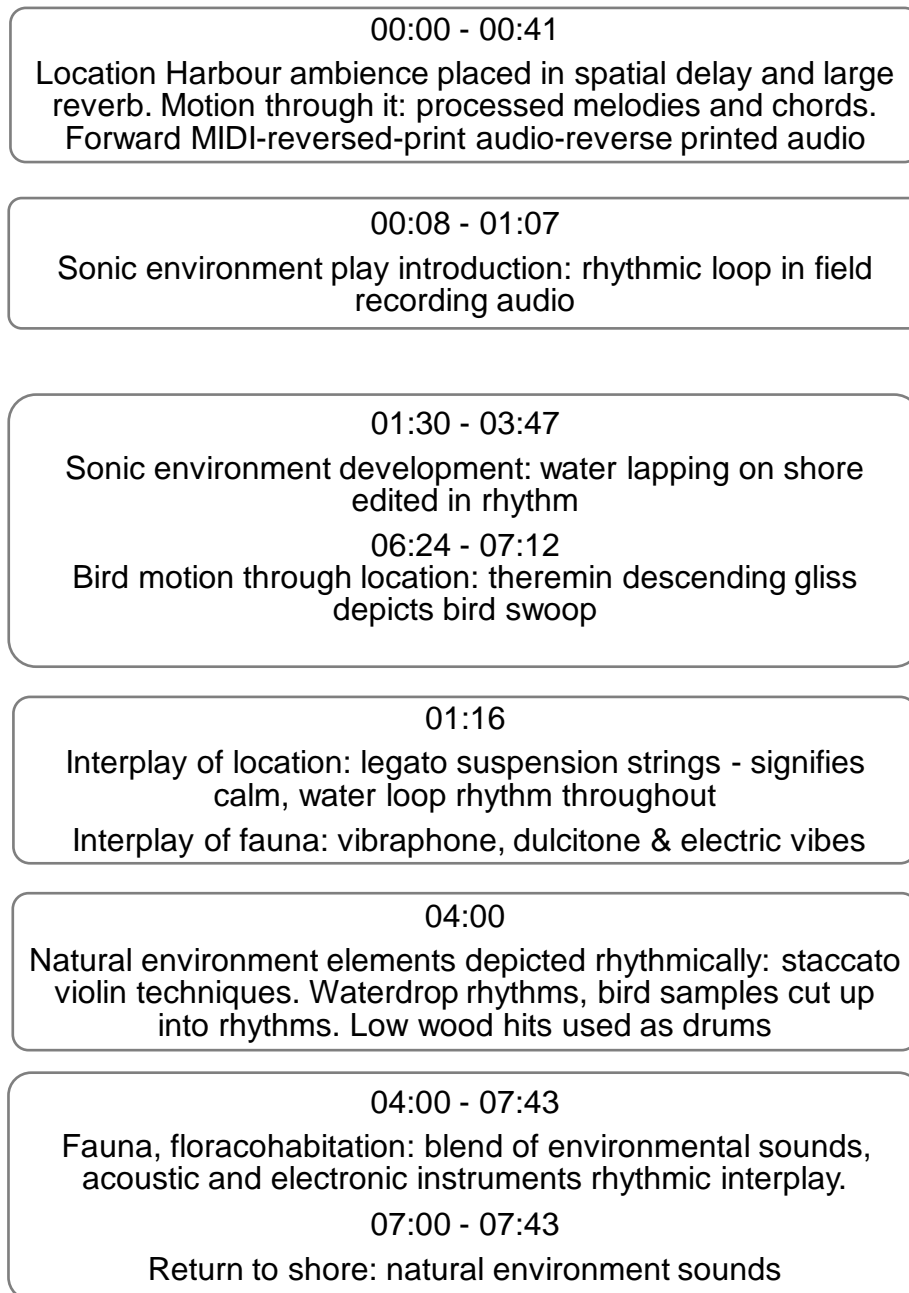 00:00 - 00:41
Location Harbour ambience placed in spatial delay and large
reverb. Motion through it: processed melodies and chords.
Forward MIDI-reversed-print audio-reverse printed audio
00:08 - 01:07
Sonic environment play introduction: rhythmic loop in field
recording audio
01:30 - 03:47
Sonic environment development: water lapping on shore
edited in rhythm
06:24 - 07:12
Bird motion through location: theremin descending gliss
depicts bird swoop
01:16
Interplay of location: legato suspension strings - signifies
calm, water loop rhythm throughout
Interplay of fauna: vibraphone, dulcitone & electric vibes
04:00
Natural environment elements depicted rhythmically: staccato
violin techniques. Waterdrop rhythms, bird samples cut up
into rhythms. Low wood hits used as drums
04:00 - 07:43
Fauna, floracohabitation: blend of environmental sounds,
acoustic and electronic instruments rhythmic interplay.
07:00 - 07:43
Return to shore: natural environment sounds